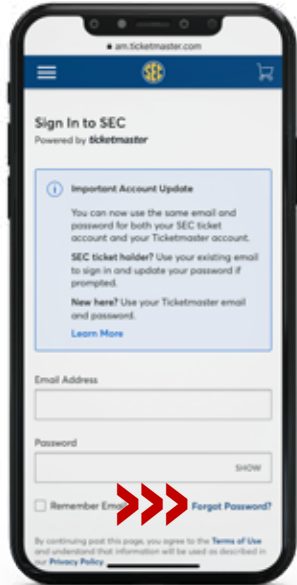 am.ticketmaster.com
SEC
Sign In to SEC
Powered by ticketmaster
Important Account Update
You can now use the same email and
password for both your SEC ticket
account and your Ticketmaster account.
SEC ticket holder? Use your existing email
to sign in and update your password if
prompted.
New here? Use your Ticketmaster email
and password.
Learn More
Email Address
Password
SHOW
Remember Email Forgot Password?
By continuing past this page, you agree to the Terms of Use
and understand that information will be used as described in
our Privacy Policy.